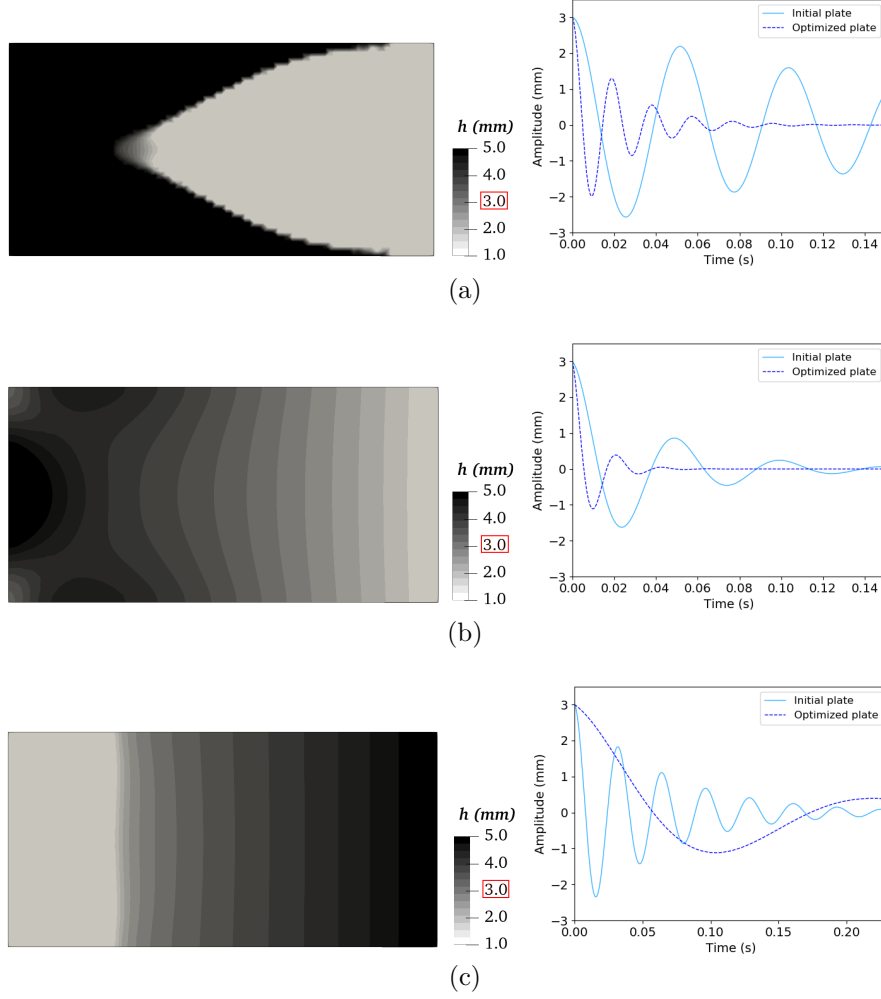 h (mm)
5.0
4.0
3.0
2.0
1.0
Initial plate
Optimized plate
Amplitude (mm)
3
2
1
0
−1
−2
−3
0.00 0.02 0.04 0.06 0.08 0.10 0.12 0.14
Time (s)
(a)
h (mm)
5.0
4.0
3.0
2.0
1.0
Initial plate
Optimized plate
Amplitude (mm)
3
2
1
0
−1
−2
−3
0.00 0.02 0.04 0.06 0.08 0.10 0.12 0.14
Time (s)
(b)
h (mm)
5.0
4.0
3.0
2.0
1.0
Initial plate
Optimized plate
Amplitude (mm)
3
2
1
0
−1
−2
−3
0.00 0.05 0.10 0.15 0.20
Time (s)
(c)